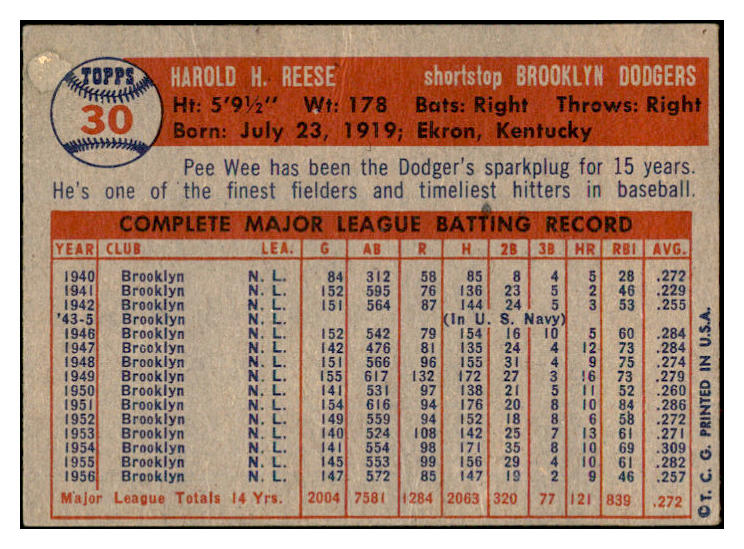 TOPPS
30
HAROLD H. REESE shortstop BROOKLYN DODGERS
Ht: 5'9½" Wt: 178 Bats: Right Throws: Right
Born: July 23, 1919; Ekron, Kentucky
Pee Wee has been the Dodger's sparkplug for 15 years.
He's one of the finest fielders and timeliest hitters in baseball.
COMPLETE MAJOR LEAGUE BATTING RECORD
YEAR CLUB LEA. G AB R H 2B 3B HR RBI AVG.
1940 Brooklyn N. L. 84 312 58 85 8 4 5 28 .272
1941 Brooklyn N. L. 152 595 76 136 23 5 2 46 .229
1942 Brooklyn N. L. 151 564 87 144 24 5 3 53 .255
'43-5 Brooklyn N. L. (In U. S. Navy)
1946 Brooklyn N. L. 152 542 79 154 16 10 5 60 .284
1947 Brooklyn N. L. 142 476 81 135 24 4 12 73 .284
1948 Brooklyn N. L. 151 566 96 155 31 4 9 75 .274
1949 Brooklyn N. L. 155 617 132 172 27 3 16 73 .279
1950 Brooklyn N. L. 141 531 97 138 21 5 11 52 .260
1951 Brooklyn N. L. 154 616 94 176 20 8 10 84 .286
1952 Brooklyn N. L. 149 559 94 152 18 8 6 58 .272
1953 Brooklyn N. L. 140 524 108 142 25 7 13 61 .271
1954 Brooklyn N. L. 141 554 98 171 35 8 10 69 .309
1955 Brooklyn N. L. 145 553 99 156 29 4 10 61 .282
1956 Brooklyn N. L. 147 572 85 147 19 2 9 46 .257
Major League Totals 14 Yrs. 2004 7581 1284 2063 320 77 121 839 .272
© T. C. G. PRINTED IN U.S.A.